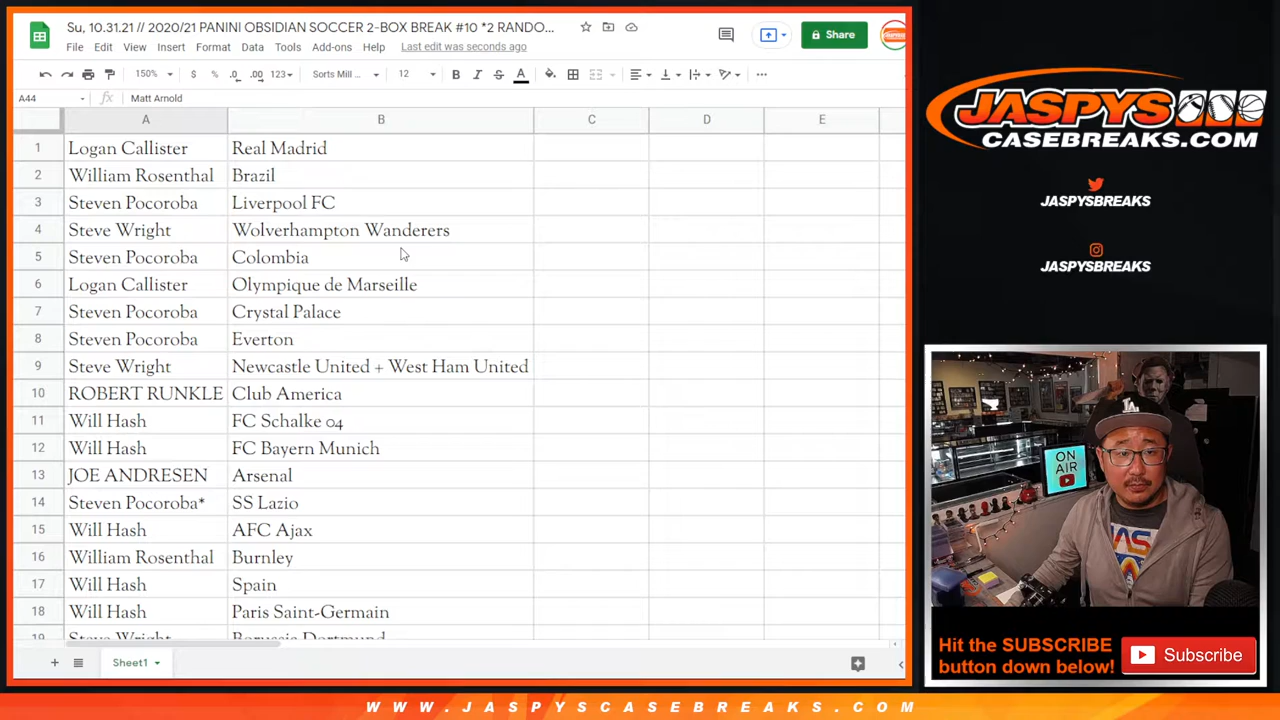 Su, 10.31.21 // 2020/21 PANINI OBSIDIAN SOCCER 2-BOX BREAK #10 *2 RANDO...
Share
File Edit View Insert Format Data Tools Add-ons Help Last edit was seconds ago
150% $ % .0 .00 123 Sorts Mill ... 12 B I S A
A44 fx Matt Arnold
A B C D E
1 Logan Callister Real Madrid
2 William Rosenthal Brazil
3 Steven Pocoroba Liverpool FC
4 Steve Wright Wolverhampton Wanderers
5 Steven Pocoroba Colombia
6 Logan Callister Olympique de Marseille
7 Steven Pocoroba Crystal Palace
8 Steven Pocoroba Everton
9 Steve Wright Newcastle United + West Ham United
10 ROBERT RUNKLE Club America
11 Will Hash FC Schalke 04
12 Will Hash FC Bayern Munich
13 JOE ANDRESEN Arsenal
14 Steven Pocoroba* SS Lazio
15 Will Hash AFC Ajax
16 William Rosenthal Burnley
17 Will Hash Spain
18 Will Hash Paris Saint-Germain
19 Steve Wright Borussia Dortmund
Sheet1
JASPYS
CASEBREAKS.COM
JASPYSBREAKS
JASPYSBREAKS
ON
AIR
LA
Hit the SUBSCRIBE
button down below!
Subscribe
WWW.JASPYSCASEBREAKS.COM